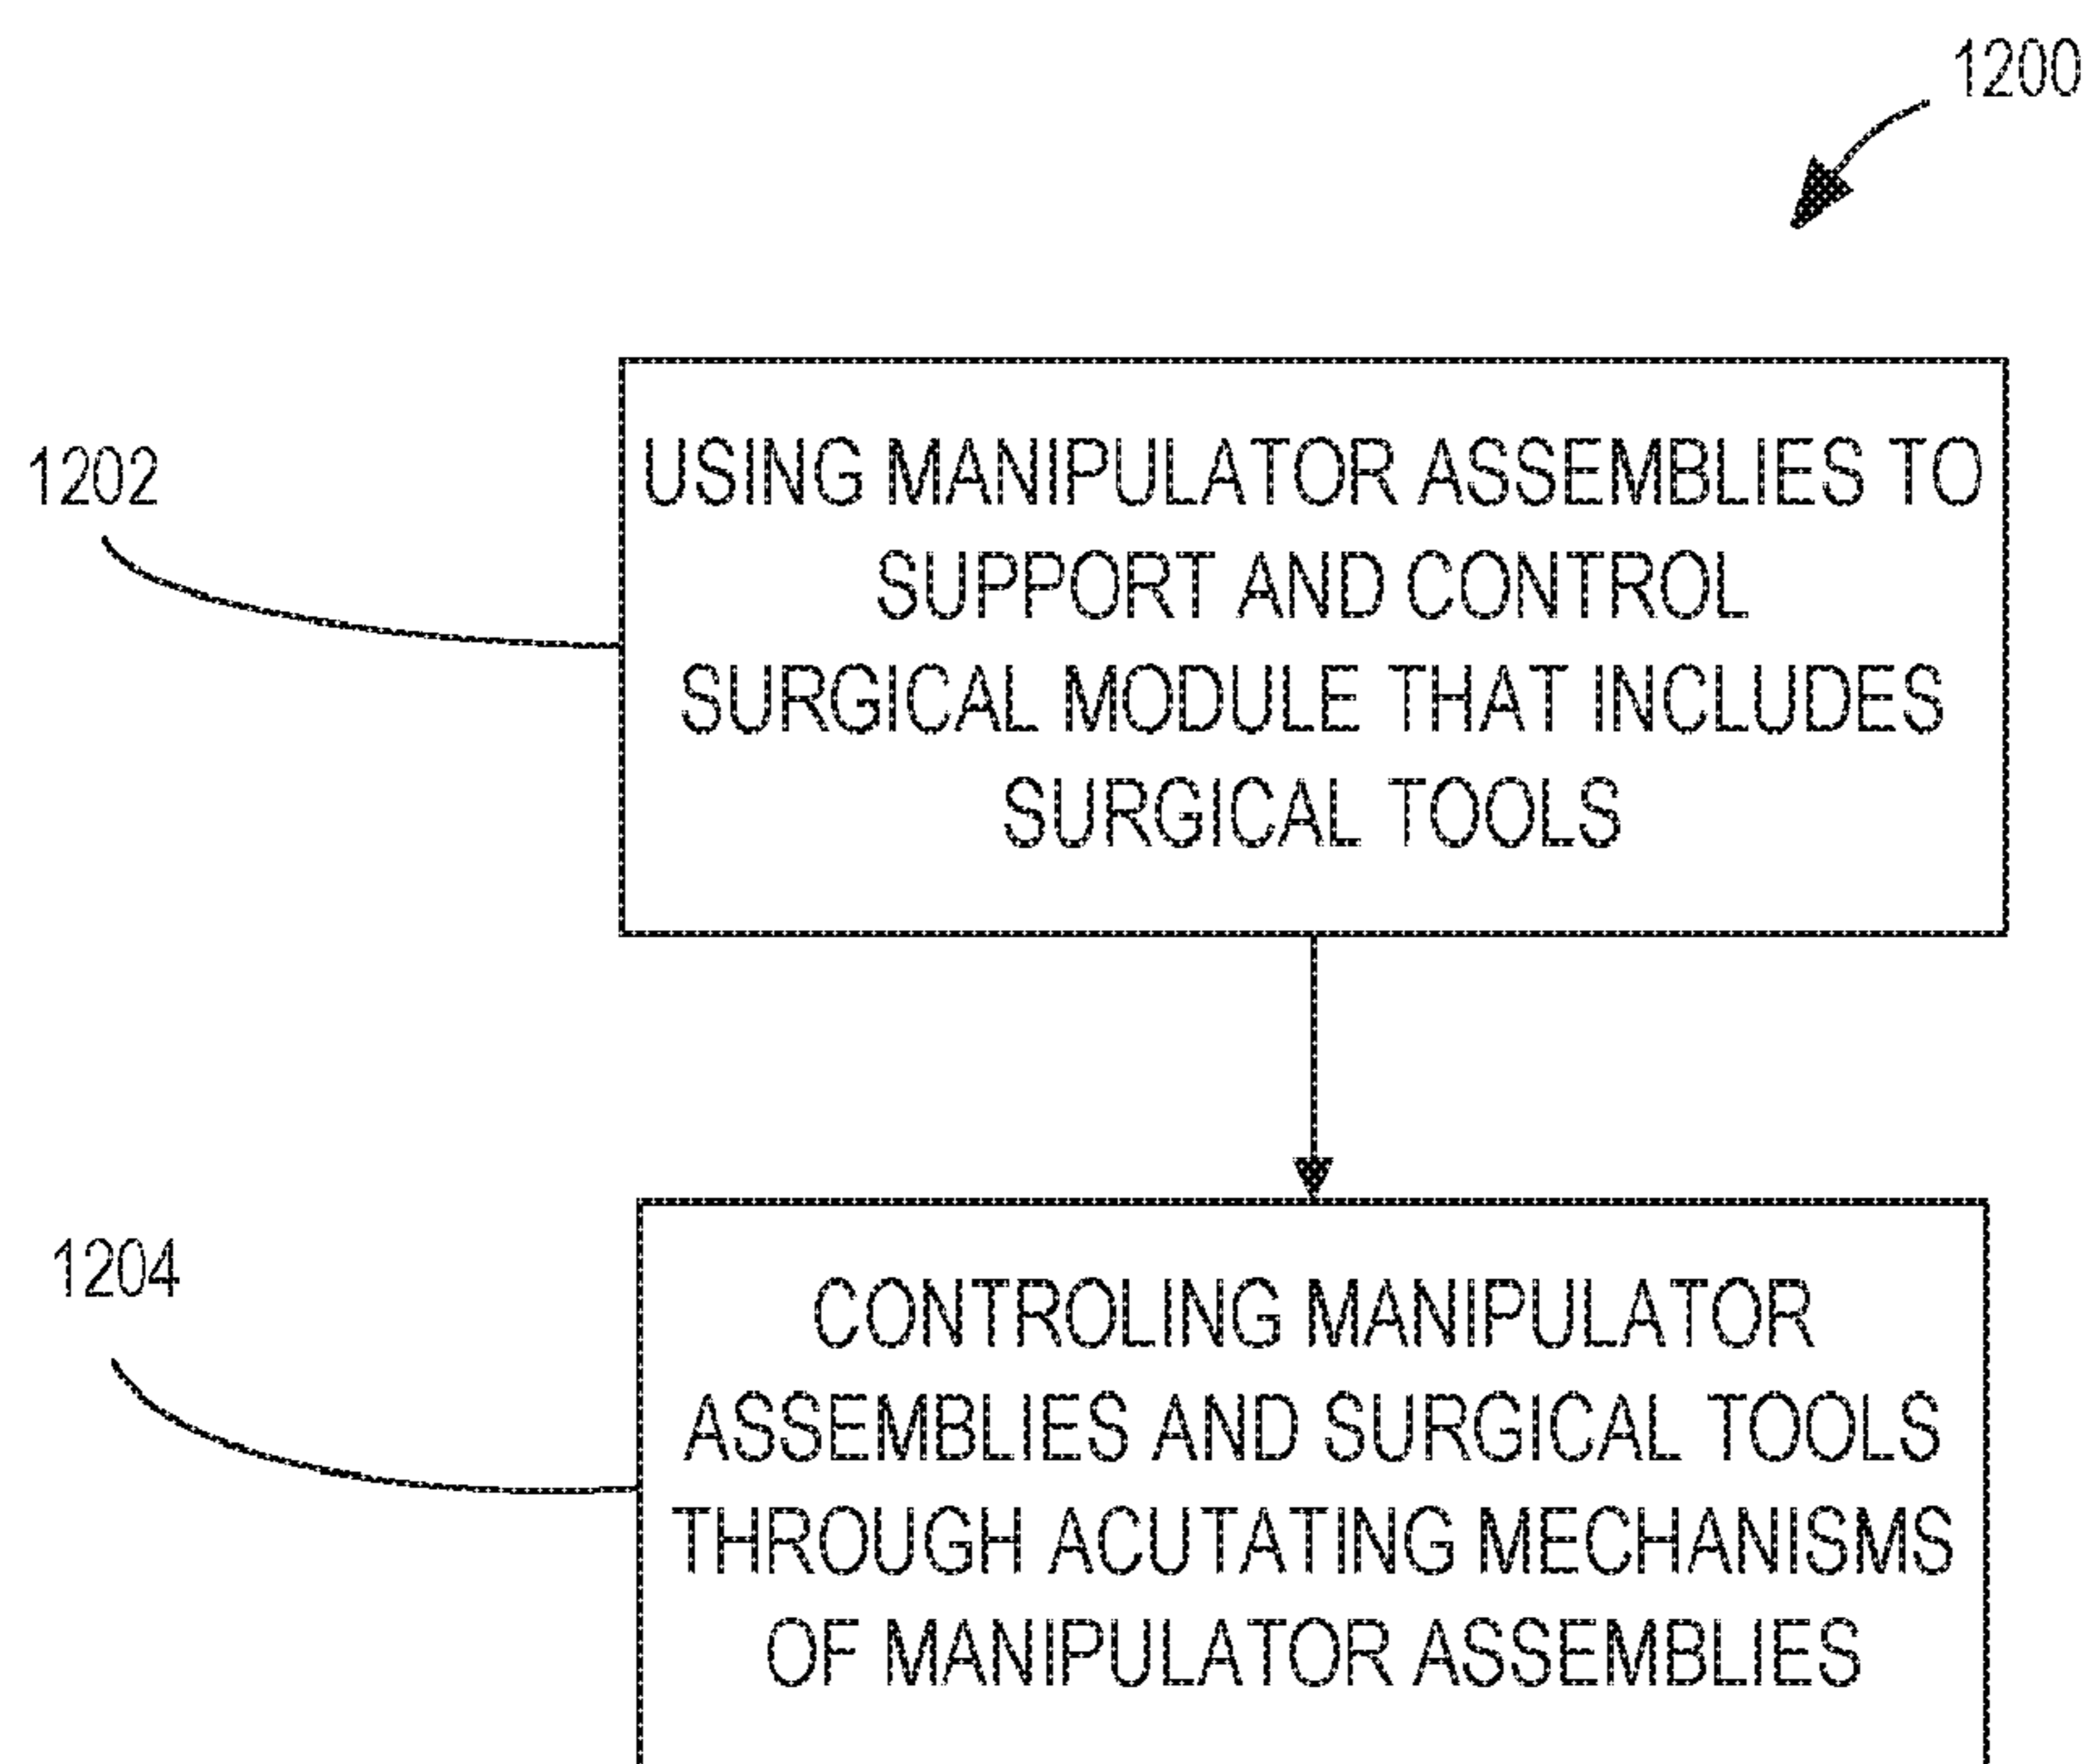 1200
1202
USING MANIPULATOR ASSEMBLIES TO
SUPPORT AND CONTROL
SURGICAL MODULE THAT INCLUDES
SURGICAL TOOLS
1204
CONTROLING MANIPULATOR
ASSEMBLIES AND SURGICAL TOOLS
THROUGH ACUTATING MECHANISMS
OF MANIPULATOR ASSEMBLIES